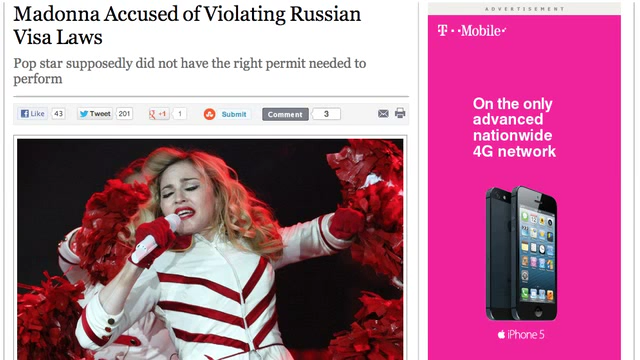 Madonna Accused of Violating Russian
Visa Laws
Pop star supposedly did not have the right permit needed to
perform
Like 43 Tweet 201 +1 1 Submit Comment 3
ADVERTISEMENT
T··Mobile
On the only
advanced
nationwide
4G network
iPhone 5